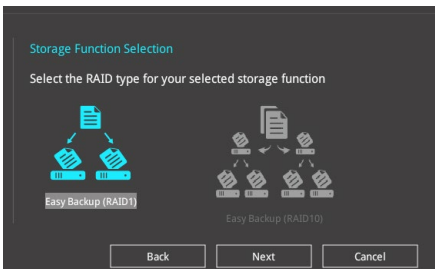 Storage Function Selection
Select the RAID type for your selected storage function
Easy Backup (RAID1)
Easy Backup (RAID10)
Back
Next
Cancel